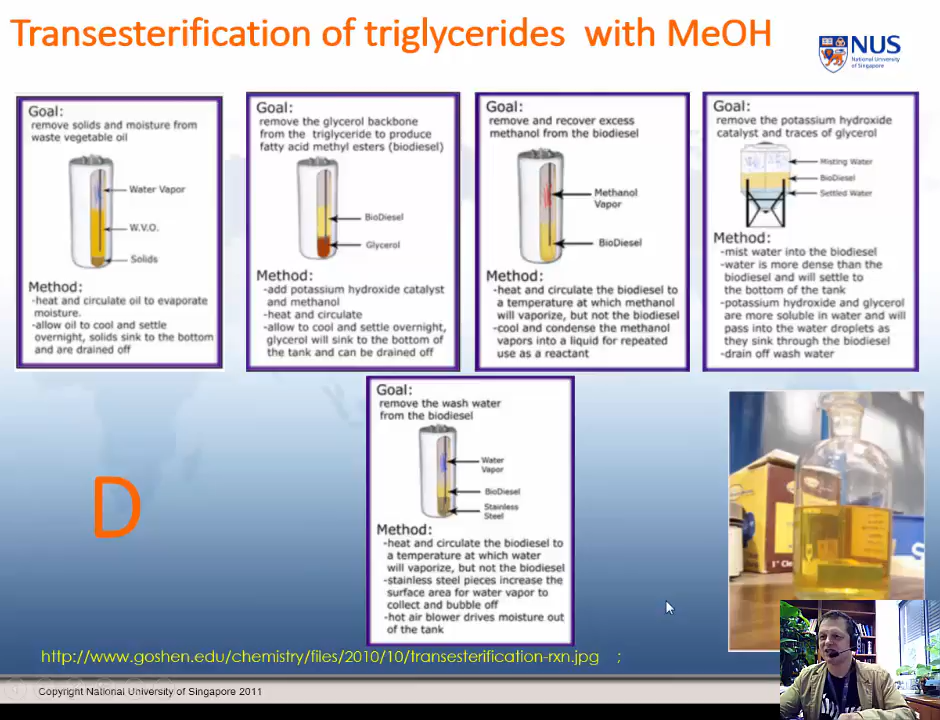 Transesterification of triglycerides with MeOH
NUS
National University
of Singapore
Goal:
remove solids and moisture from
waste vegetable oil
Water Vapor
W.V.O.
Solids
Method:
-heat and circulate oil to evaporate
moisture.
-allow oil to cool and settle
overnight, solids sink to the bottom
and are drained off
Goal:
remove the glycerol backbone
from the triglyceride to produce
fatty acid methyl esters (biodiesel)
BioDiesel
Glycerol
Method:
-add potassium hydroxide catalyst
and methanol
-heat and circulate
-allow to cool and settle overnight,
glycerol will sink to the bottom of
the tank and can be drained off
Goal:
remove and recover excess
methanol from the biodiesel
Methanol
Vapor
BioDiesel
Method:
-heat and circulate the biodiesel to
a temperature at which methanol
will vaporize, but not the biodiesel
-cool and condense the methanol
vapors into a liquid for repeated
use as a reactant
Goal:
remove the potassium hydroxide
catalyst and traces of glycerol
Misting Water
BioDiesel
Settled Water
Method:
-mist water into the biodiesel
-water is more dense than the
biodiesel and will settle to
the bottom of the tank
-potassium hydroxide and glycerol
are more soluble in water and will
pass into the water droplets as
they sink through the biodiesel
-drain off wash water
Goal:
remove the wash water
from the biodiesel
Water
Vapor
BioDiesel
Stainless
Steel
Method:
-heat and circulate the biodiesel to
a temperature at which water
will vaporize, but not the biodiesel
-stainless steel pieces increase the
surface area for water vapor to
collect and bubble off
-hot air blower drives moisture out
of the tank
D
http://www.goshen.edu/chemistry/files/2010/10/transesterification-rxn.jpg ;
Copyright National University of Singapore 2011